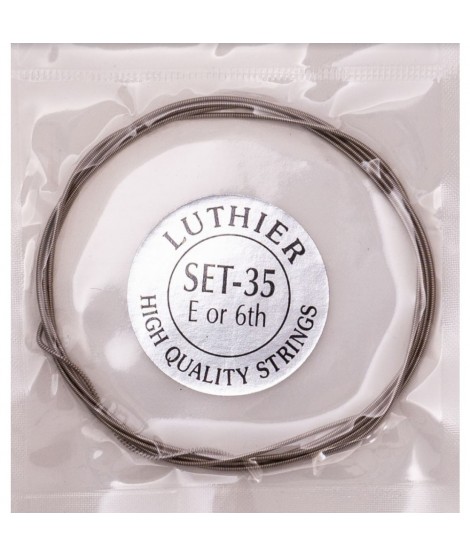 LUTHIER
SET-35
E or 6th
HIGH QUALITY STRINGS